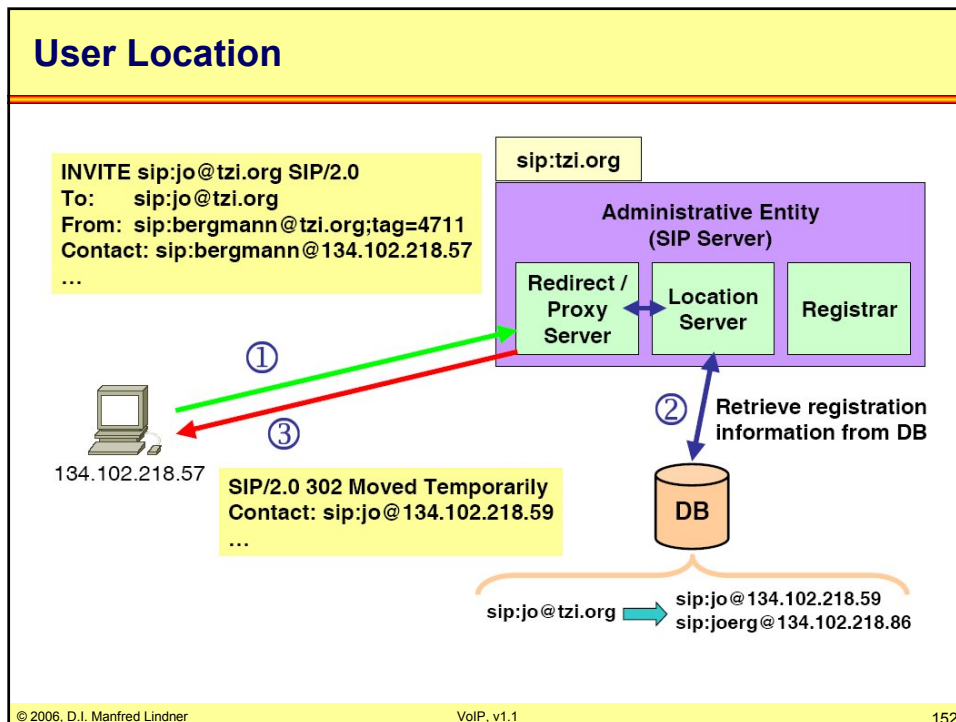 User Location
INVITE sip:jo@tzi.org SIP/2.0
To: sip:jo@tzi.org
From: sip:bergmann@tzi.org;tag=4711
Contact: sip:bergmann@134.102.218.57
…
sip:tzi.org
Administrative Entity
(SIP Server)
Redirect /
Proxy
Server
Location
Server
Registrar
①
②
③
Retrieve registration
information from DB
134.102.218.57
SIP/2.0 302 Moved Temporarily
Contact: sip:jo@134.102.218.59
…
DB
sip:jo@tzi.org
sip:jo@134.102.218.59
sip:joerg@134.102.218.86
© 2006, D.I. Manfred Lindner
VoIP, v1.1
152